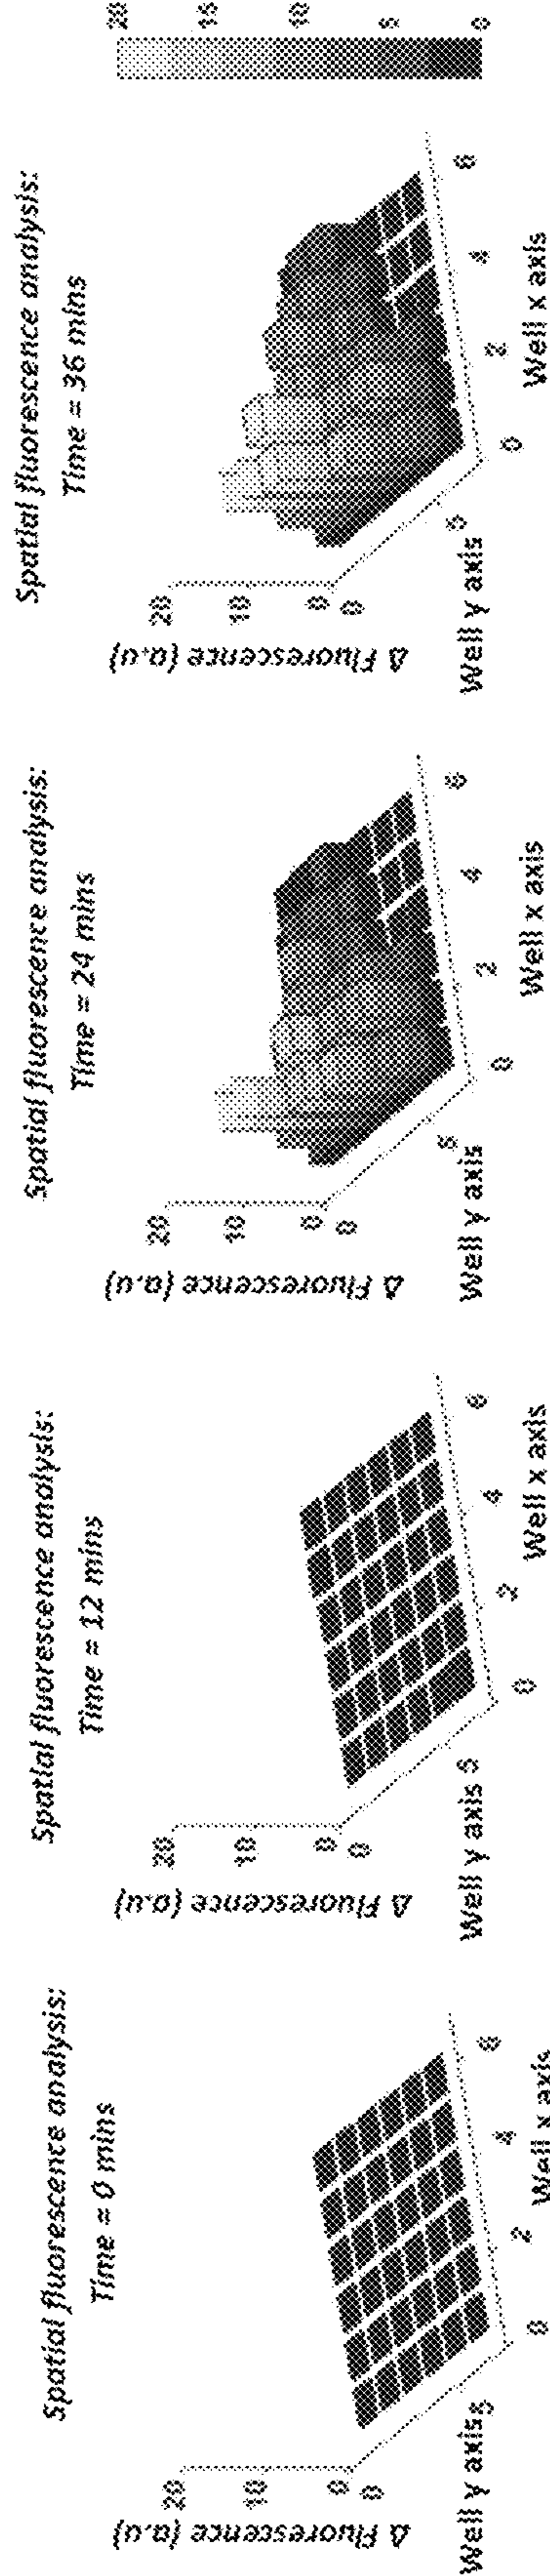 Spatial fluorescence analysis:
Time = 0 mins
Δ Fluorescence (a.u)
20
10
0
0
5
Well y axis
0
2
4
6
Well x axis
Spatial fluorescence analysis:
Time = 12 mins
Δ Fluorescence (a.u)
20
10
0
0
Well y axis 5
0
2
4
6
Well x axis
Spatial fluorescence analysis:
Time = 24 mins
Δ Fluorescence (a.u)
20
10
0
0
5
Well y axis
0
2
4
6
Well x axis
Spatial fluorescence analysis:
Time = 36 mins
Δ Fluorescence (a.u)
20
10
0
0
5
Well y axis
0
2
4
6
Well x axis
20
15
10
5
0